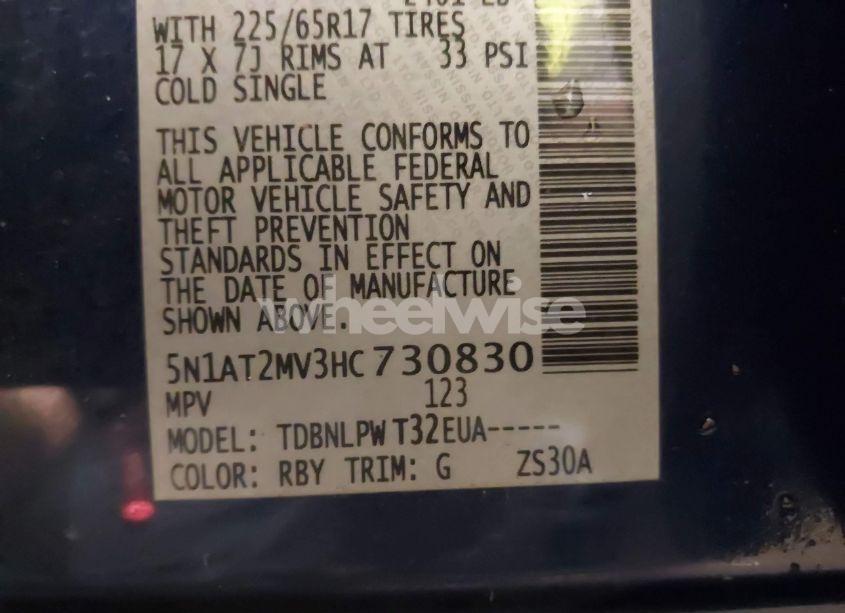 WITH 225/65R17 TIRES
17 X 7J RIMS AT 33 PSI
COLD SINGLE
THIS VEHICLE CONFORMS TO
ALL APPLICABLE FEDERAL
MOTOR VEHICLE SAFETY AND
THEFT PREVENTION
STANDARDS IN EFFECT ON
THE DATE OF MANUFACTURE
SHOWN ABOVE.
wheelwise
5N1AT2MV3HC730830
MPV 123
MODEL: TDBNLPW T32EUA-----
COLOR: RBY TRIM: G ZS30A